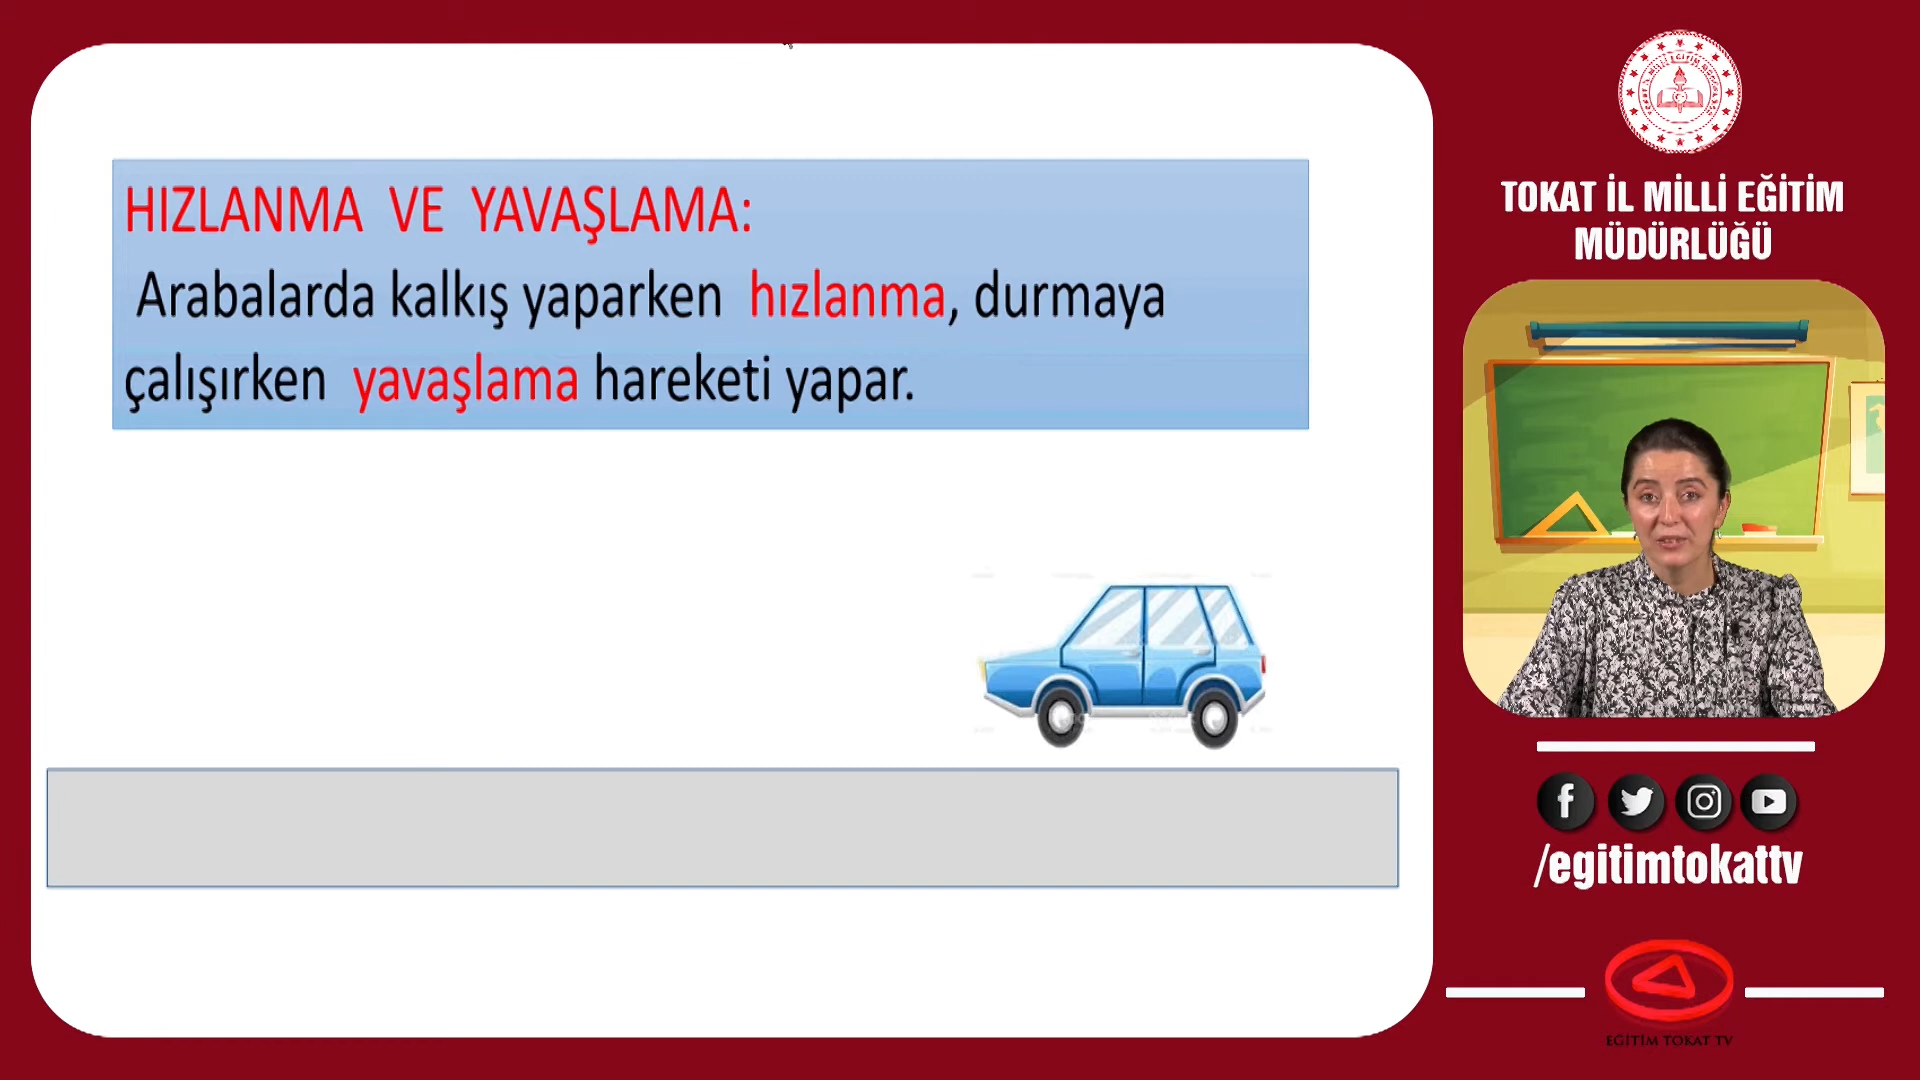 HIZLANMA VE YAVAŞLAMA:
Arabalarda kalkış yaparken hızlanma, durmaya
çalışırken yavaşlama hareketi yapar.
TOKAT İL MİLLİ EĞİTİM
MÜDÜRLÜĞÜ
/egitimtokattv
EĞİTİM TOKAT TV